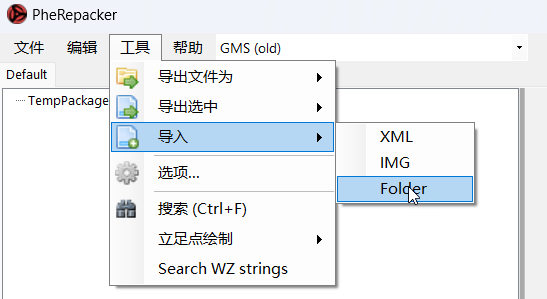 PheRepacker
文件 编辑 工具 帮助 GMS (old)
Default
TempPackage
导出文件为
导出选中
导入
选项...
搜索 (Ctrl+F)
立足点绘制
Search WZ strings
XML
IMG
Folder